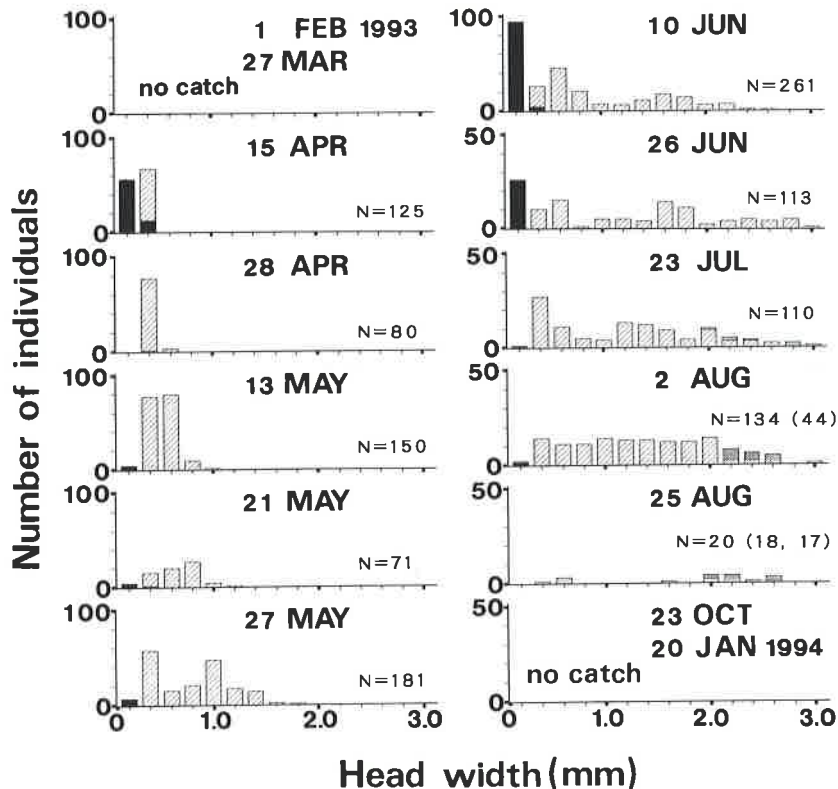 Number of individuals
100
0
1 FEB 1993
27 MAR
no catch
100
0
15 APR
N=125
100
0
28 APR
N=80
100
0
13 MAY
N=150
100
0
21 MAY
N=71
100
0
27 MAY
N=181
0 1.0 2.0 3.0
100
0
10 JUN
N=261
50
0
26 JUN
N=113
50
0
23 JUL
N=110
50
0
2 AUG
N=134 (44)
50
0
25 AUG
N=20 (18, 17)
50
0
23 OCT
20 JAN 1994
no catch
0 1.0 2.0 3.0
Head width (mm)